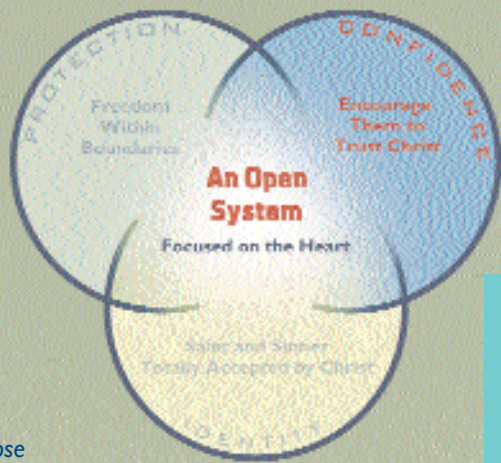 PROTECTION
Freedom
Within
Boundaries
CONFIDENCE
Encourage
Them to
Trust Christ
An Open
System
Focused on the Heart
Saint and Sinner
Totally Accepted by Christ
IDENTITY
ose